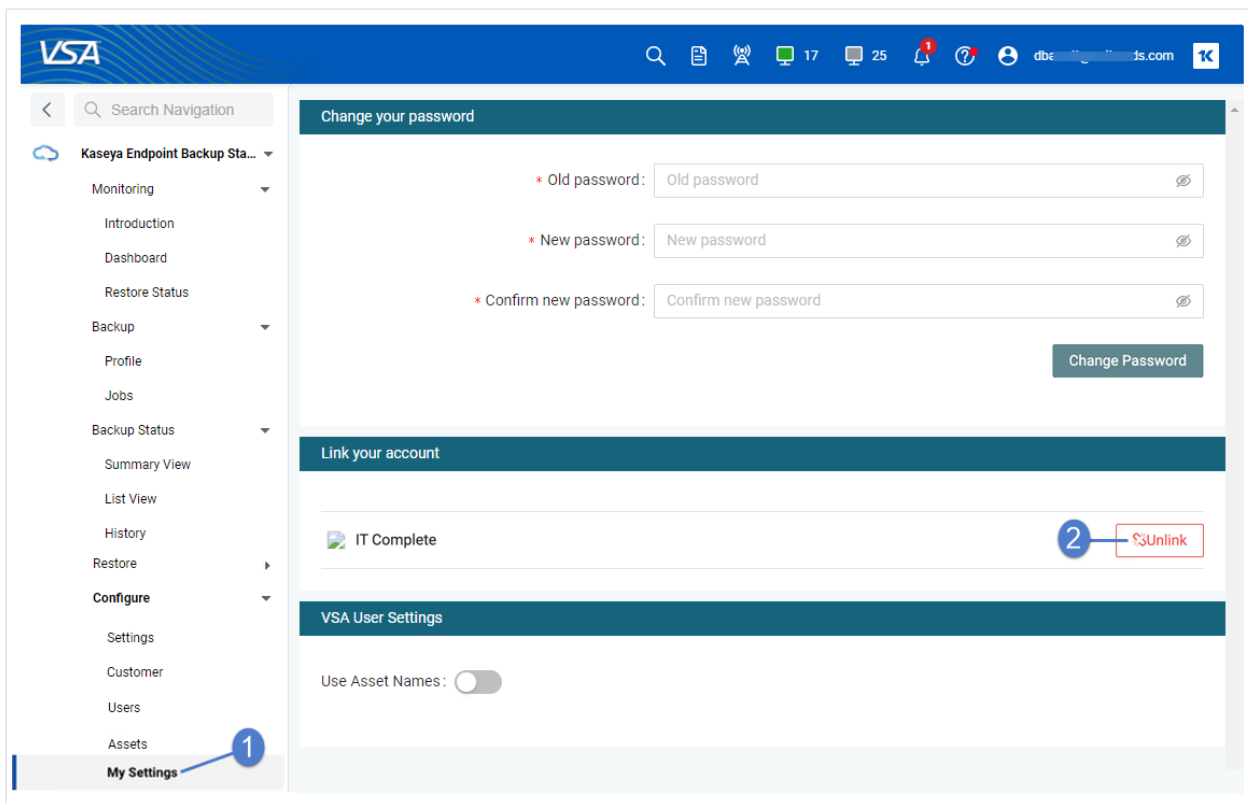 VSA
17
25
1
Search Navigation
Kaseya Endpoint Backup Sta...
Monitoring
Introduction
Dashboard
Restore Status
Backup
Profile
Jobs
Backup Status
Summary View
List View
History
Restore
Configure
Settings
Customer
Users
Assets
My Settings
1
Change your password
* Old password:
Old password
* New password:
New password
* Confirm new password:
Confirm new password
Change Password
Link your account
IT Complete
2
Unlink
VSA User Settings
Use Asset Names: